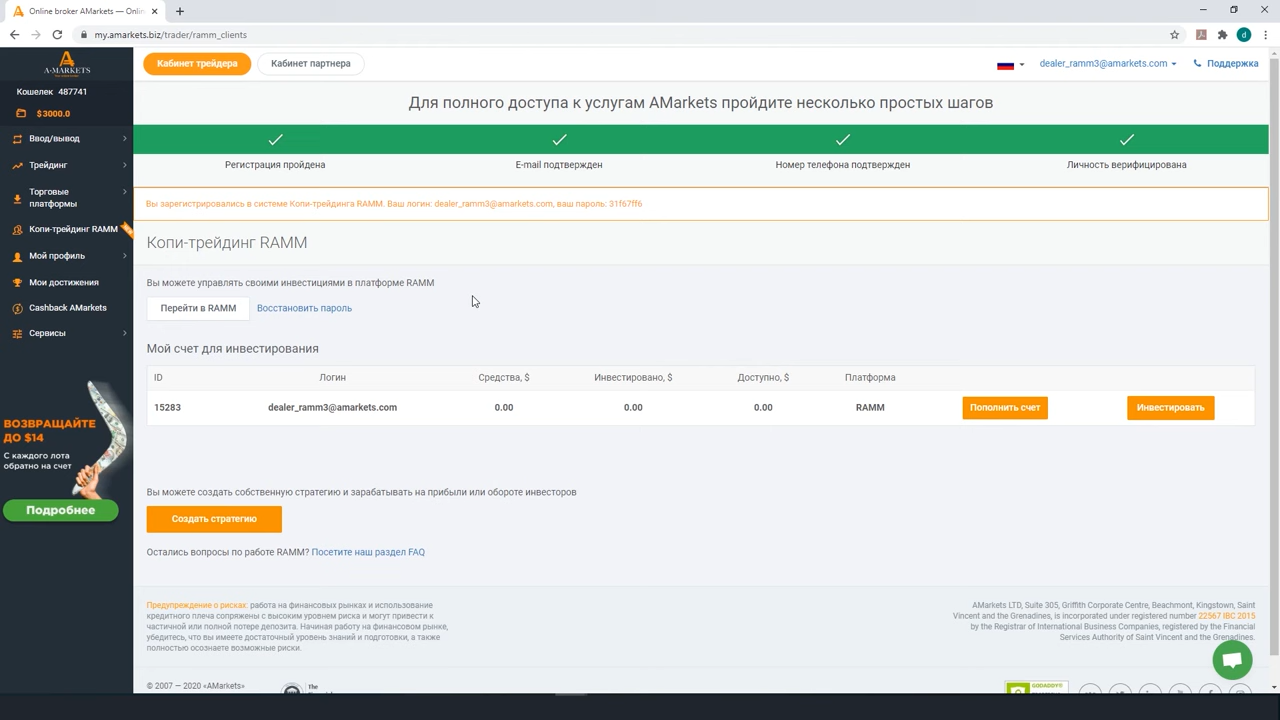 Online broker AMarkets — Onlin
my.amarkets.biz/trader/ramm_clients
d
A-MARKETS
Кабинет трейдера
Кабинет партнера
dealer_ramm3@amarkets.com
Поддержка
Кошелек 487741
$3000.0
Ввод/вывод
Трейдинг
Торговые
платформы
Копи-трейдинг RAMM
Мой профиль
Мои достижения
Cashback AMarkets
Сервисы
ВОЗВРАЩАЙТЕ
ДО $14
С каждого лота
обратно на счет
Подробнее
Для полного доступа к услугам AMarkets пройдите несколько простых шагов
Регистрация пройдена
E-mail подтвержден
Номер телефона подтвержден
Личность верифицирована
Вы зарегистрировались в системе Копи-трейдинга RAMM. Ваш логин: dealer_ramm3@amarkets.com, ваш пароль: 31f67ff6
Копи-трейдинг RAMM
Вы можете управлять своими инвестициями в платформе RAMM
Перейти в RAMM
Восстановить пароль
Мой счет для инвестирования
ID Логин Средства, $ Инвестировано, $ Доступно, $ Платформа
15283 dealer_ramm3@amarkets.com 0.00 0.00 0.00 RAMM Пополнить счет Инвестировать
Вы можете создать собственную стратегию и зарабатывать на прибыли или обороте инвесторов
Создать стратегию
Остались вопросы по работе RAMM? Посетите наш раздел FAQ
Предупреждение о рисках: работа на финансовых рынках и использование
кредитного плеча сопряжены с высоким уровнем риска и могут привести к
частичной или полной потере депозита. Начиная работу на финансовом рынке,
убедитесь, что вы имеете достаточный уровень знаний и подготовки, а также
полностью осознаете возможные риски.
AMarkets LTD, Suite 305, Griffith Corporate Centre, Beachmont, Kingstown, Saint
Vincent and the Grenadines, is incorporated under registered number 22567 IBC 2015
by the Registrar of International Business Companies, registered by the Financial
Services Authority of Saint Vincent and the Grenadines.
© 2007 — 2020 «AMarkets»
The
GODADDY